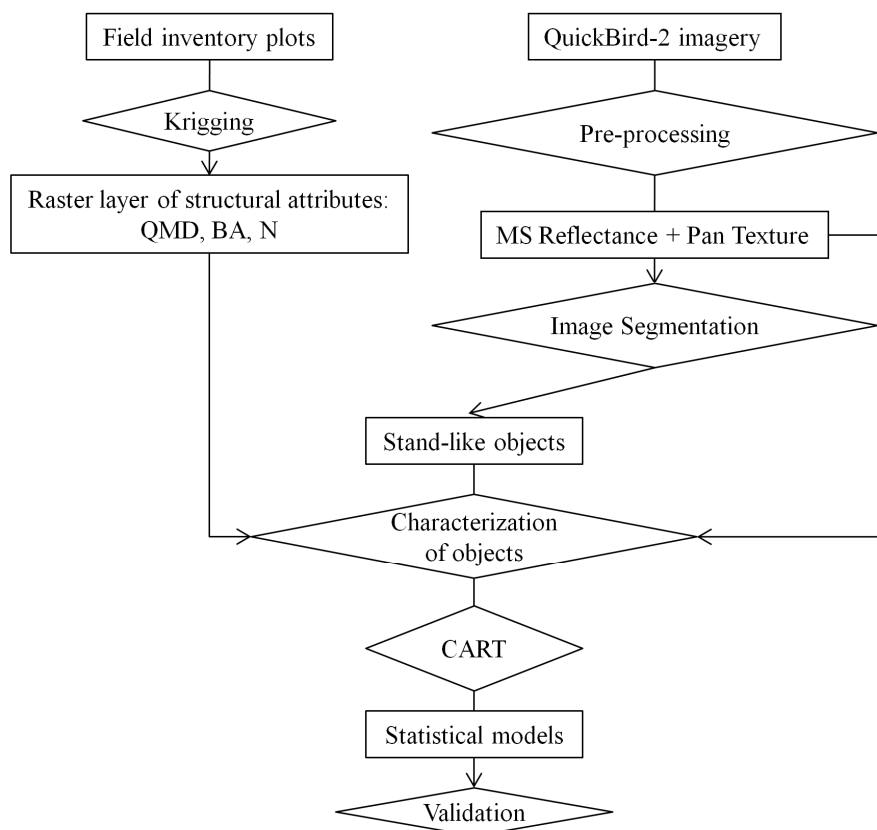 Field inventory plots
QuickBird-2 imagery
Krigging
Pre-processing
Raster layer of structural attributes:
QMD, BA, N
MS Reflectance + Pan Texture
Image Segmentation
Stand-like objects
Characterization
of objects
CART
Statistical models
Validation